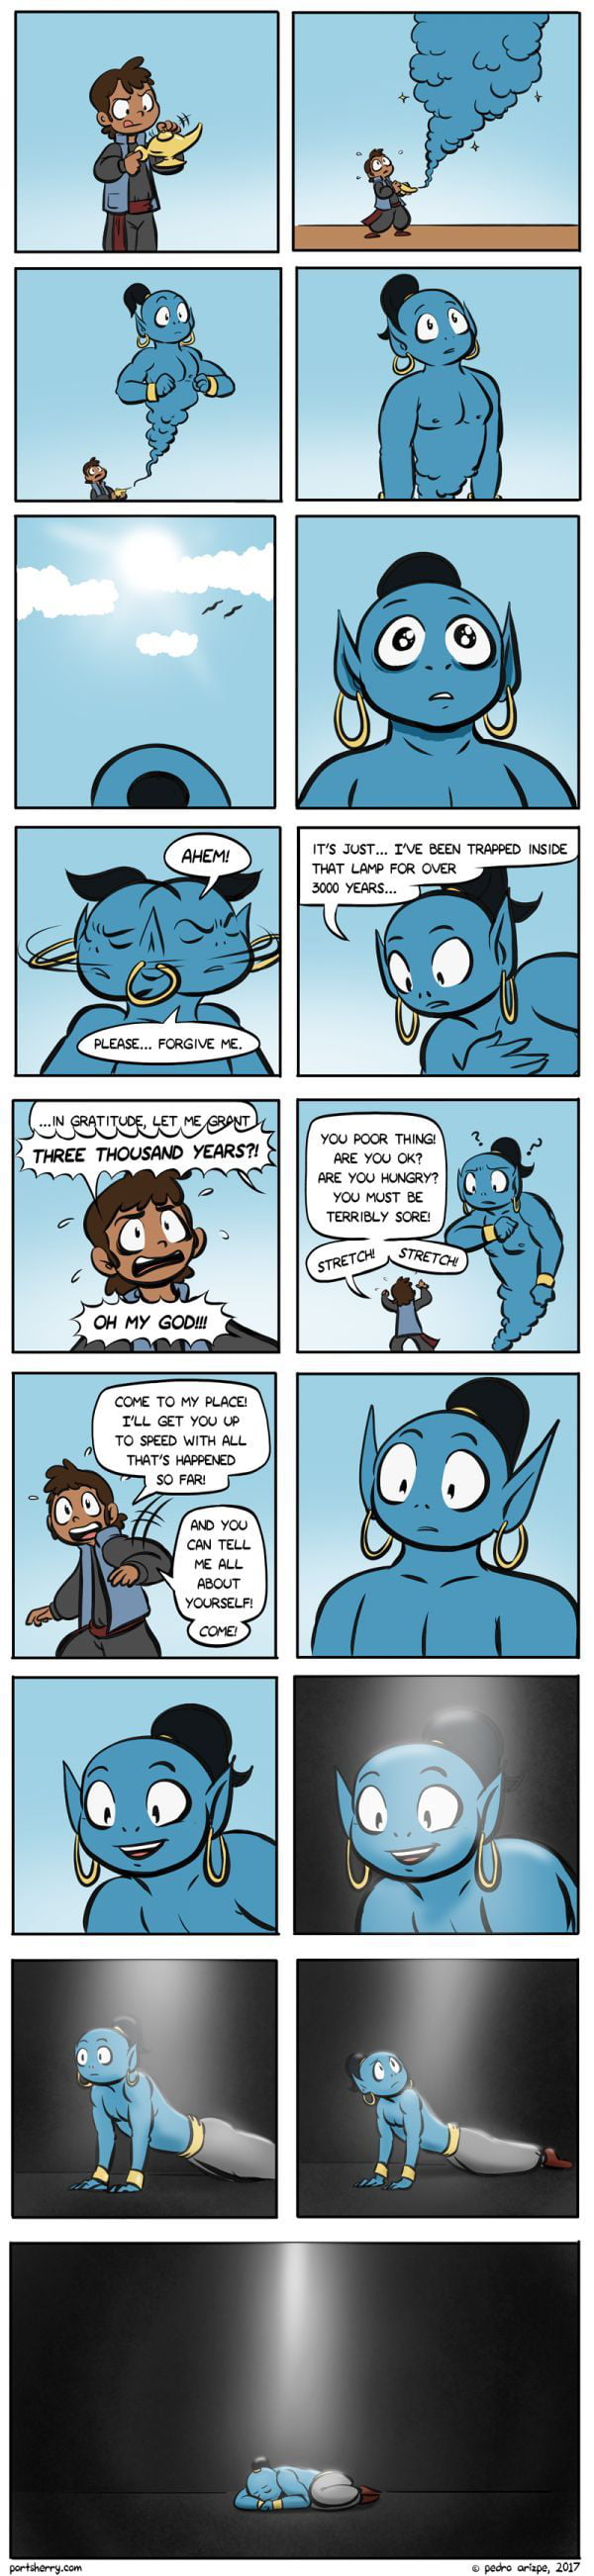 AHEM!
PLEASE... FORGIVE ME.
IT'S JUST... I'VE BEEN TRAPPED INSIDE
THAT LAMP FOR OVER
3000 YEARS...
...IN GRATITUDE, LET ME GRANT
THREE THOUSAND YEARS?!
OH MY GOD!!!
YOU POOR THING!
ARE YOU OK?
ARE YOU HUNGRY?
YOU MUST BE
TERRIBLY SORE!
? ?
STRETCH!
STRETCH!
COME TO MY PLACE!
I'LL GET YOU UP
TO SPEED WITH ALL
THAT'S HAPPENED
SO FAR!
AND YOU
CAN TELL
ME ALL
ABOUT
YOURSELF!
COME!
portsherry.com
© pedro arizpe, 2017